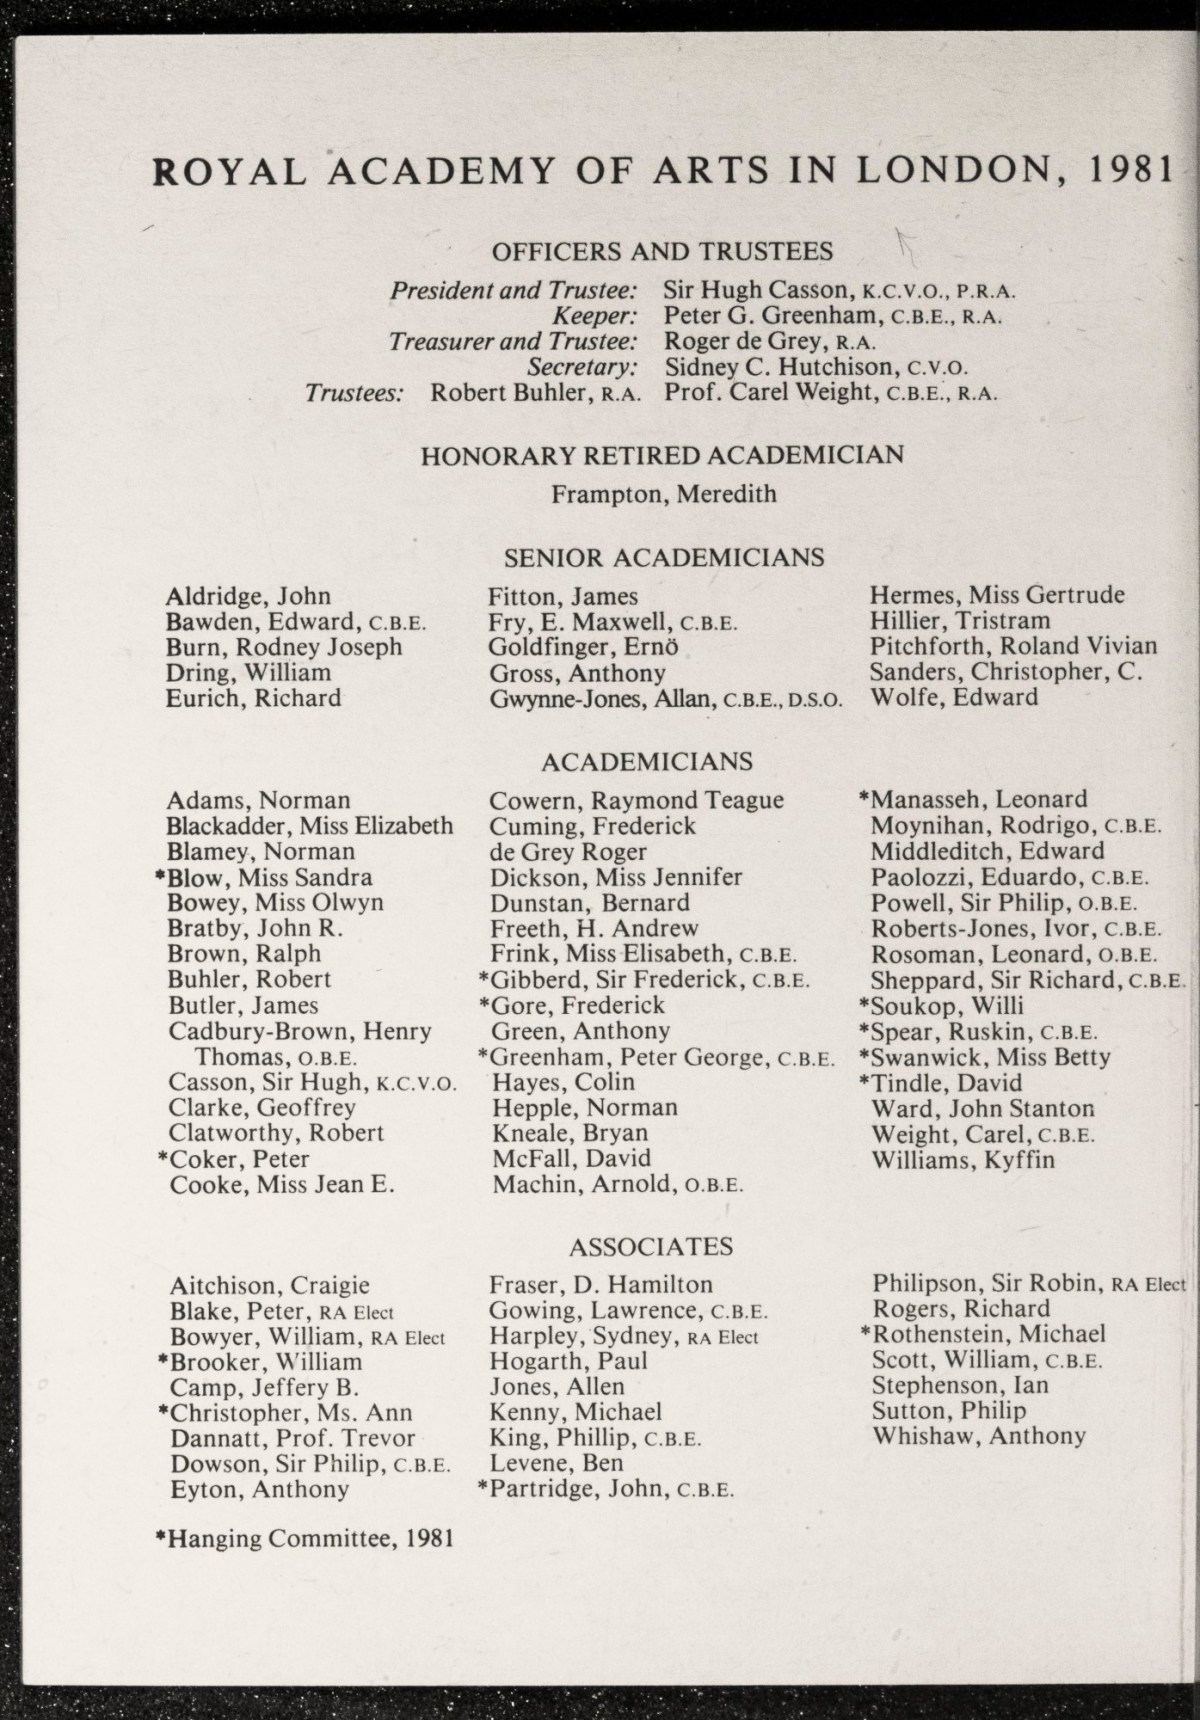 ROYAL ACADEMY OF ARTS IN LONDON, 1981
OFFICERS AND TRUSTEES
President and Trustee: Sir Hugh Casson, K.C.V.O., P.R.A.
Keeper: Peter G. Greenham, C.B.E., R.A.
Treasurer and Trustee: Roger de Grey, R.A.
Secretary: Sidney C. Hutchison, C.V.O.
Trustees: Robert Buhler, R.A. Prof. Carel Weight, C.B.E., R.A.
HONORARY RETIRED ACADEMICIAN
Frampton, Meredith
SENIOR ACADEMICIANS
Aldridge, John
Bawden, Edward, C.B.E.
Burn, Rodney Joseph
Dring, William
Eurich, Richard
Fitton, James
Fry, E. Maxwell, C.B.E.
Goldfinger, Ernö
Gross, Anthony
Gwynne-Jones, Allan, C.B.E., D.S.O.
Hermes, Miss Gertrude
Hillier, Tristram
Pitchforth, Roland Vivian
Sanders, Christopher, C.
Wolfe, Edward
ACADEMICIANS
Adams, Norman
Blackadder, Miss Elizabeth
Blamey, Norman
*Blow, Miss Sandra
Bowey, Miss Olwyn
Bratby, John R.
Brown, Ralph
Buhler, Robert
Butler, James
Cadbury-Brown, Henry
Thomas, O.B.E.
Casson, Sir Hugh, K.C.V.O.
Clarke, Geoffrey
Clatworthy, Robert
*Coker, Peter
Cooke, Miss Jean E.
Cowern, Raymond Teague
Cuming, Frederick
de Grey Roger
Dickson, Miss Jennifer
Dunstan, Bernard
Freeth, H. Andrew
Frink, Miss Elisabeth, C.B.E.
*Gibberd, Sir Frederick, C.B.E.
*Gore, Frederick
Green, Anthony
*Greenham, Peter George, C.B.E.
Hayes, Colin
Hepple, Norman
Kneale, Bryan
McFall, David
Machin, Arnold, O.B.E.
*Manasseh, Leonard
Moynihan, Rodrigo, C.B.E.
Middleditch, Edward
Paolozzi, Eduardo, C.B.E.
Powell, Sir Philip, O.B.E.
Roberts-Jones, Ivor, C.B.E.
Rosoman, Leonard, O.B.E.
Sheppard, Sir Richard, C.B.E.
*Soukop, Willi
*Spear, Ruskin, C.B.E.
*Swanwick, Miss Betty
*Tindle, David
Ward, John Stanton
Weight, Carel, C.B.E.
Williams, Kyffin
ASSOCIATES
Aitchison, Craigie
Blake, Peter, RA Elect
Bowyer, William, RA Elect
*Brooker, William
Camp, Jeffery B.
*Christopher, Ms. Ann
Dannatt, Prof. Trevor
Dowson, Sir Philip, C.B.E.
Eyton, Anthony
Fraser, D. Hamilton
Gowing, Lawrence, C.B.E.
Harpley, Sydney, RA Elect
Hogarth, Paul
Jones, Allen
Kenny, Michael
King, Phillip, C.B.E.
Levene, Ben
*Partridge, John, C.B.E.
Philipson, Sir Robin, RA Elect
Rogers, Richard
*Rothenstein, Michael
Scott, William, C.B.E.
Stephenson, Ian
Sutton, Philip
Whishaw, Anthony
*Hanging Committee, 1981